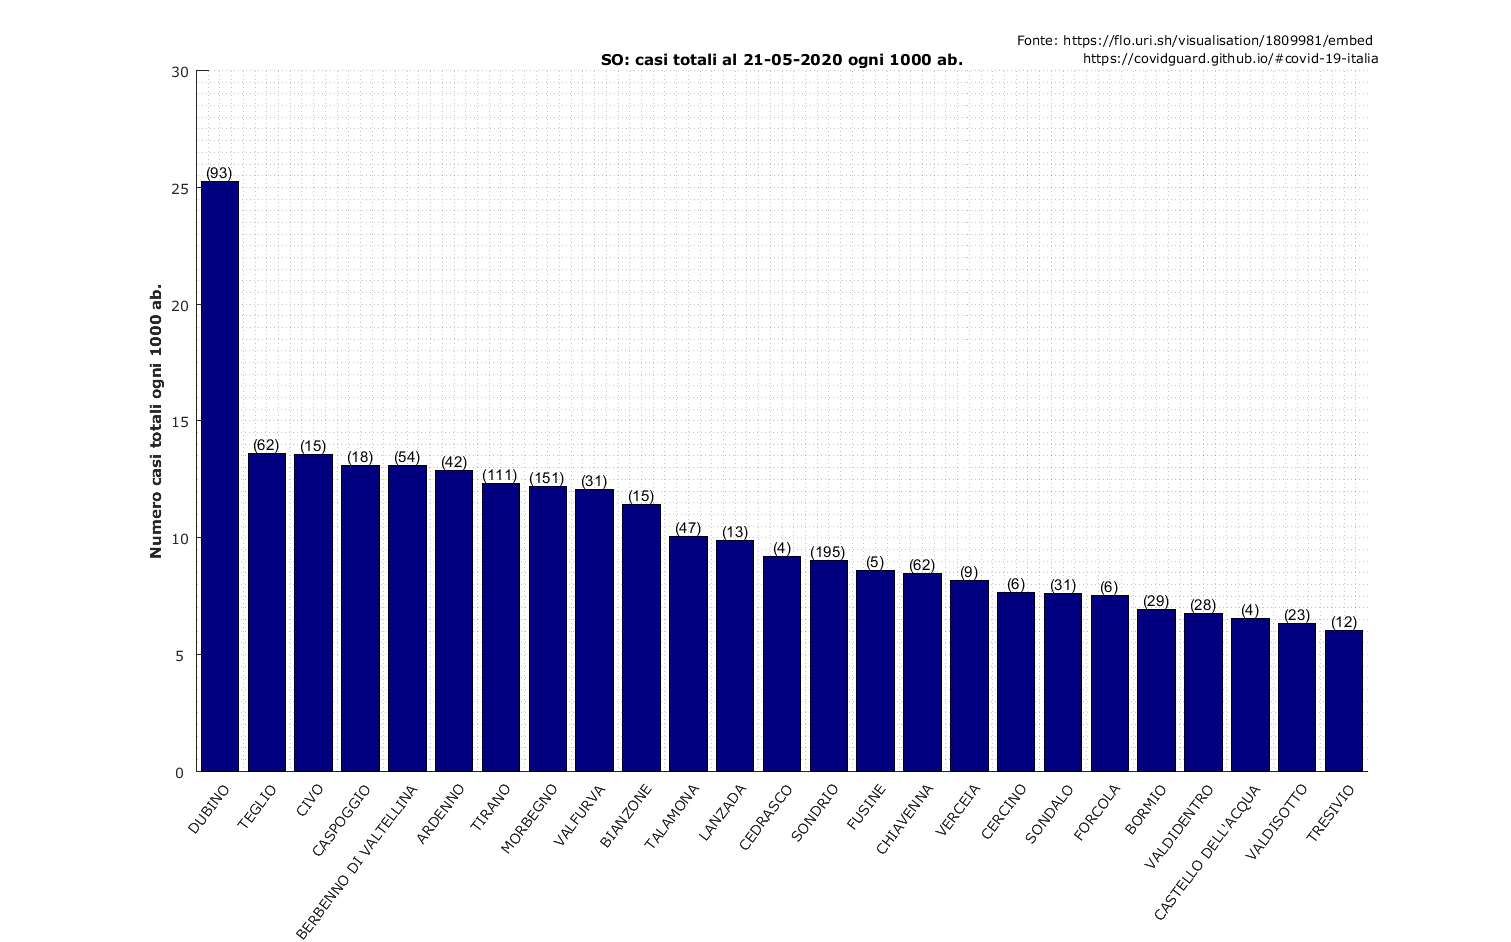 Fonte: https://flo.uri.sh/visualisation/1809981/embed
https://covidguard.github.io/#covid-19-italia
SO: casi totali al 21-05-2020 ogni 1000 ab.
Numero casi totali ogni 1000 ab.
30
25
20
15
10
5
0
(93)
(62)
(15)
(18)
(54)
(42)
(111)
(151)
(31)
(15)
(47)
(13)
(4)
(195)
(5)
(62)
(9)
(6)
(31)
(6)
(29)
(28)
(4)
(23)
(12)
DUBINO
TEGLIO
CIVO
CASPOGGIO
BERBENNO DI VALTELLINA
ARDENNO
TIRANO
MORBEGNO
VALFURVA
BIANZONE
TALAMONA
LANZADA
CEDRASCO
SONDRIO
FUSINE
CHIAVENNA
VERCEIA
CERCINO
SONDALO
FORCOLA
BORMIO
VALDIDENTRO
CASTELLO DELL'ACQUA
VALDISOTTO
TRESIVIO